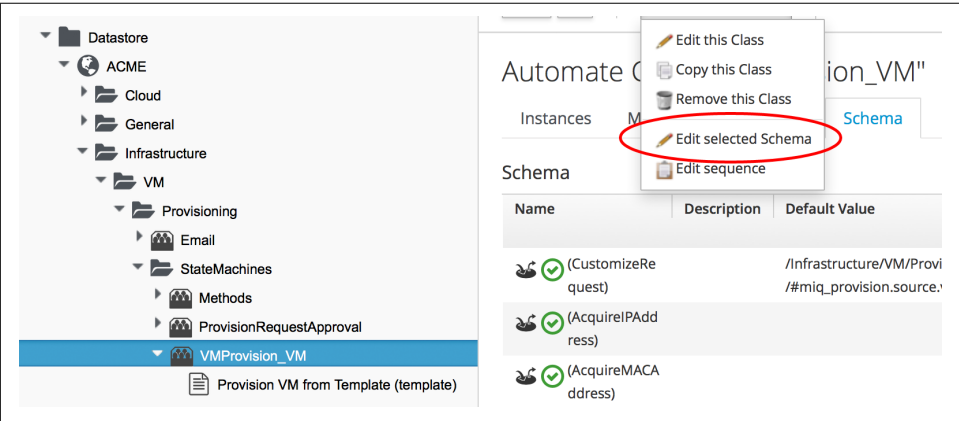 Datastore
ACME
Cloud
General
Infrastructure
VM
Provisioning
Email
StateMachines
Methods
ProvisionRequestApproval
VMProvision_VM
Provision VM from Template (template)
Edit this Class
Copy this Class
Remove this Class
Edit selected Schema
Edit sequence
Automate ion_VM"
Instances Schema
Schema
Name Description Default Value
(CustomizeRe
quest)
/Infrastructure/VM/Provi
/#miq_provision.source.
(AcquireIPAdd
ress)
(AcquireMACA
ddress)